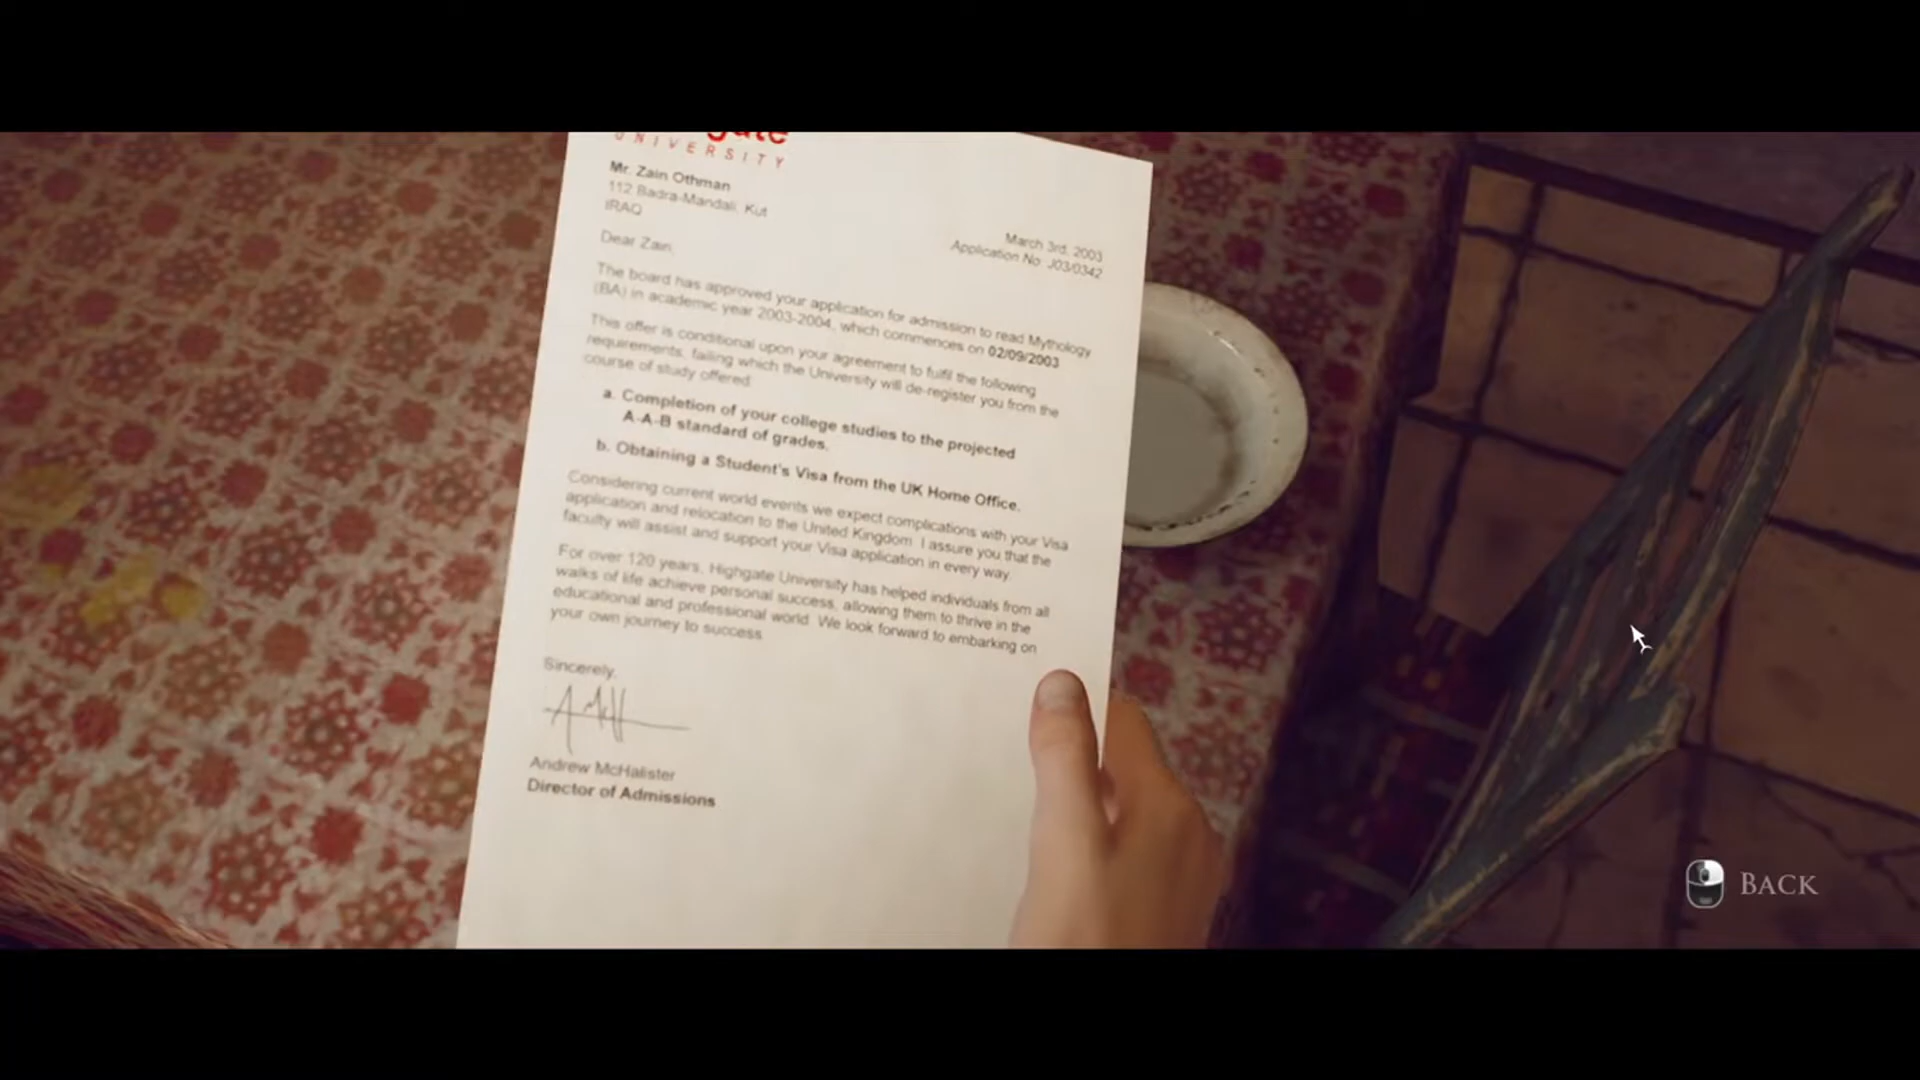 gate
UNIVERSITY
Mr. Zain Othman
112 Badra-Mandali, Kut
IRAQ
March 3rd, 2003
Application No. J03/0342
Dear Zain,
The board has approved your application for admission to read Mythology
(BA) in academic year 2003-2004, which commences on 02/09/2003
This offer is conditional upon your agreement to fulfil the following
requirements, failing which the University will de-register you from the
course of study offered.
a. Completion of your college studies to the projected
A-A-B standard of grades.
b. Obtaining a Student's Visa from the UK Home Office.
Considering current world events we expect complications with your Visa
application and relocation to the United Kingdom. I assure you that the
faculty will assist and support your Visa application in every way.
For over 120 years, Highgate University has helped individuals from all
walks of life achieve personal success, allowing them to thrive in the
educational and professional world. We look forward to embarking on
your own journey to success.
Sincerely,
Andrew McHalister
Director of Admissions
BACK